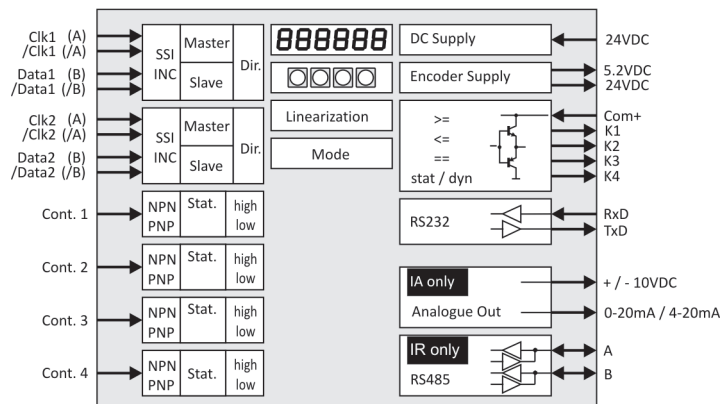 Clk1 (A)
/Clk1 (/A)
Data1 (B)
/Data1 (/B)
SSI
INC
Master
Slave
Dir.
Clk2 (A)
/Clk2 (/A)
Data2 (B)
/Data2 (/B)
SSI
INC
Master
Slave
Dir.
Cont. 1
NPN
PNP
Stat.
high
low
Cont. 2
NPN
PNP
Stat.
high
low
Cont. 3
NPN
PNP
Stat.
high
low
Cont. 4
NPN
PNP
Stat.
high
low
888888
Linearization
Mode
DC Supply
24VDC
Encoder Supply
5.2VDC
24VDC
>=
<=
==
stat / dyn
Com+
K1
K2
K3
K4
RS232
RxD
TxD
IA only
Analogue Out
+ / - 10VDC
0-20mA / 4-20mA
IR only
RS485
A
B